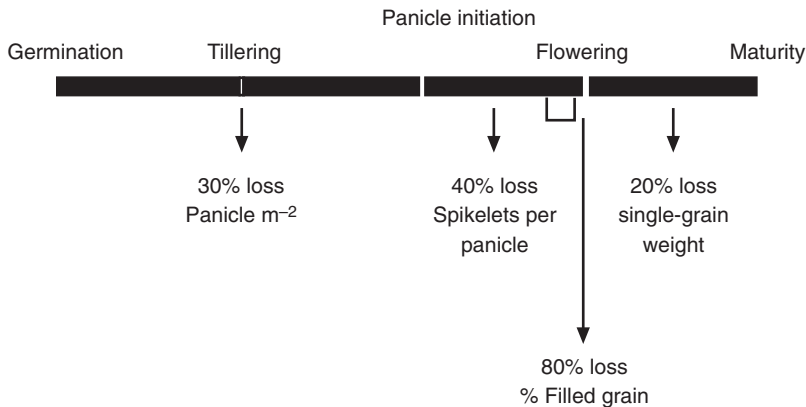 Panicle initiation
Germination Tillering Flowering Maturity
30% loss
Panicle m⁻²
40% loss
Spikelets per
panicle
20% loss
single-grain
weight
80% loss
% Filled grain